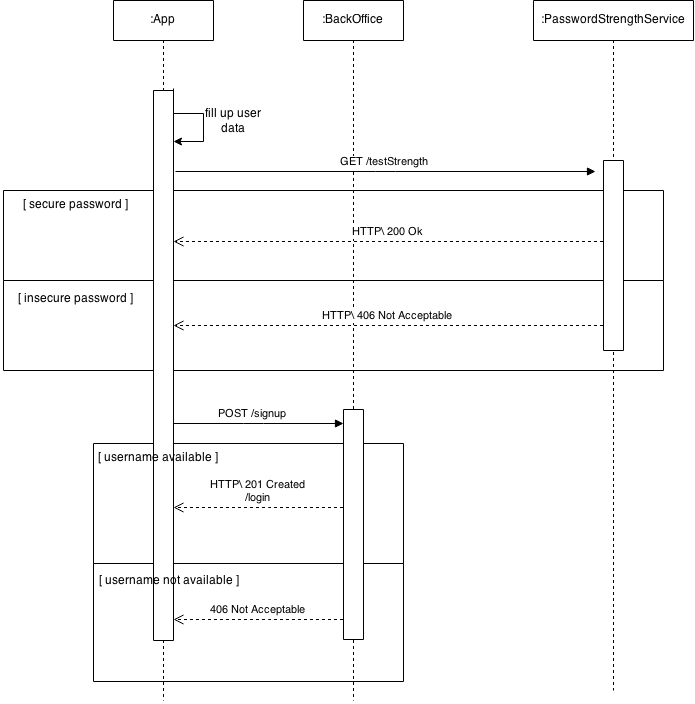 :App
:BackOffice
:PasswordStrengthService
fill up user
data
GET /testStrength
[ secure password ]
HTTP\ 200 Ok
[ insecure password ]
HTTP\ 406 Not Acceptable
POST /signup
[ username available ]
HTTP\ 201 Created
/login
[ username not available ]
406 Not Acceptable